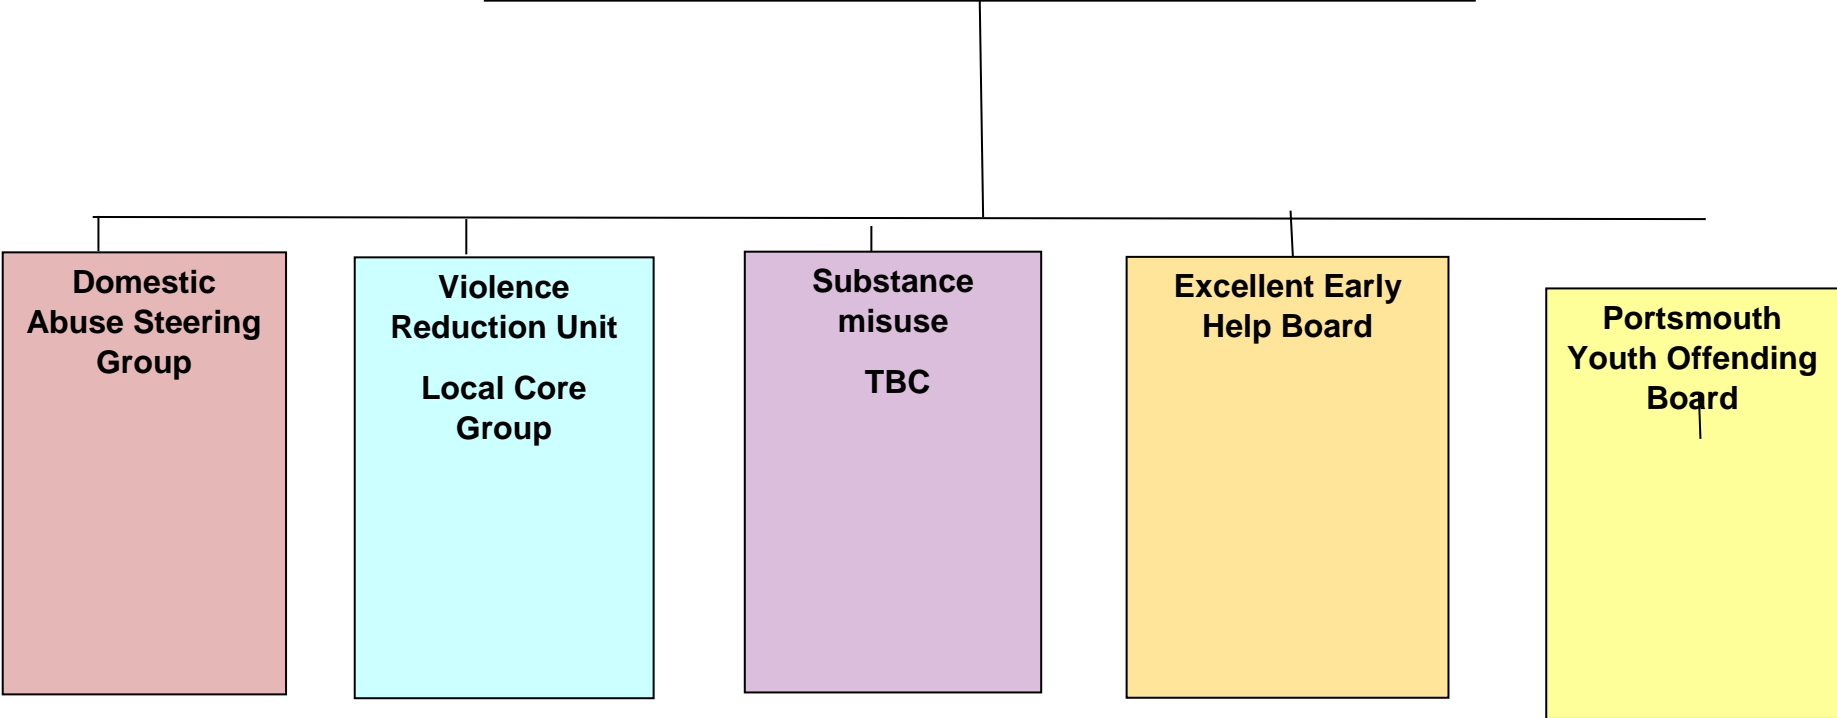 Domestic
Abuse Steering
Group
Violence
Reduction Unit
Local Core
Group
Substance
misuse
TBC
Excellent Early
Help Board
Portsmouth
Youth Offending
Board